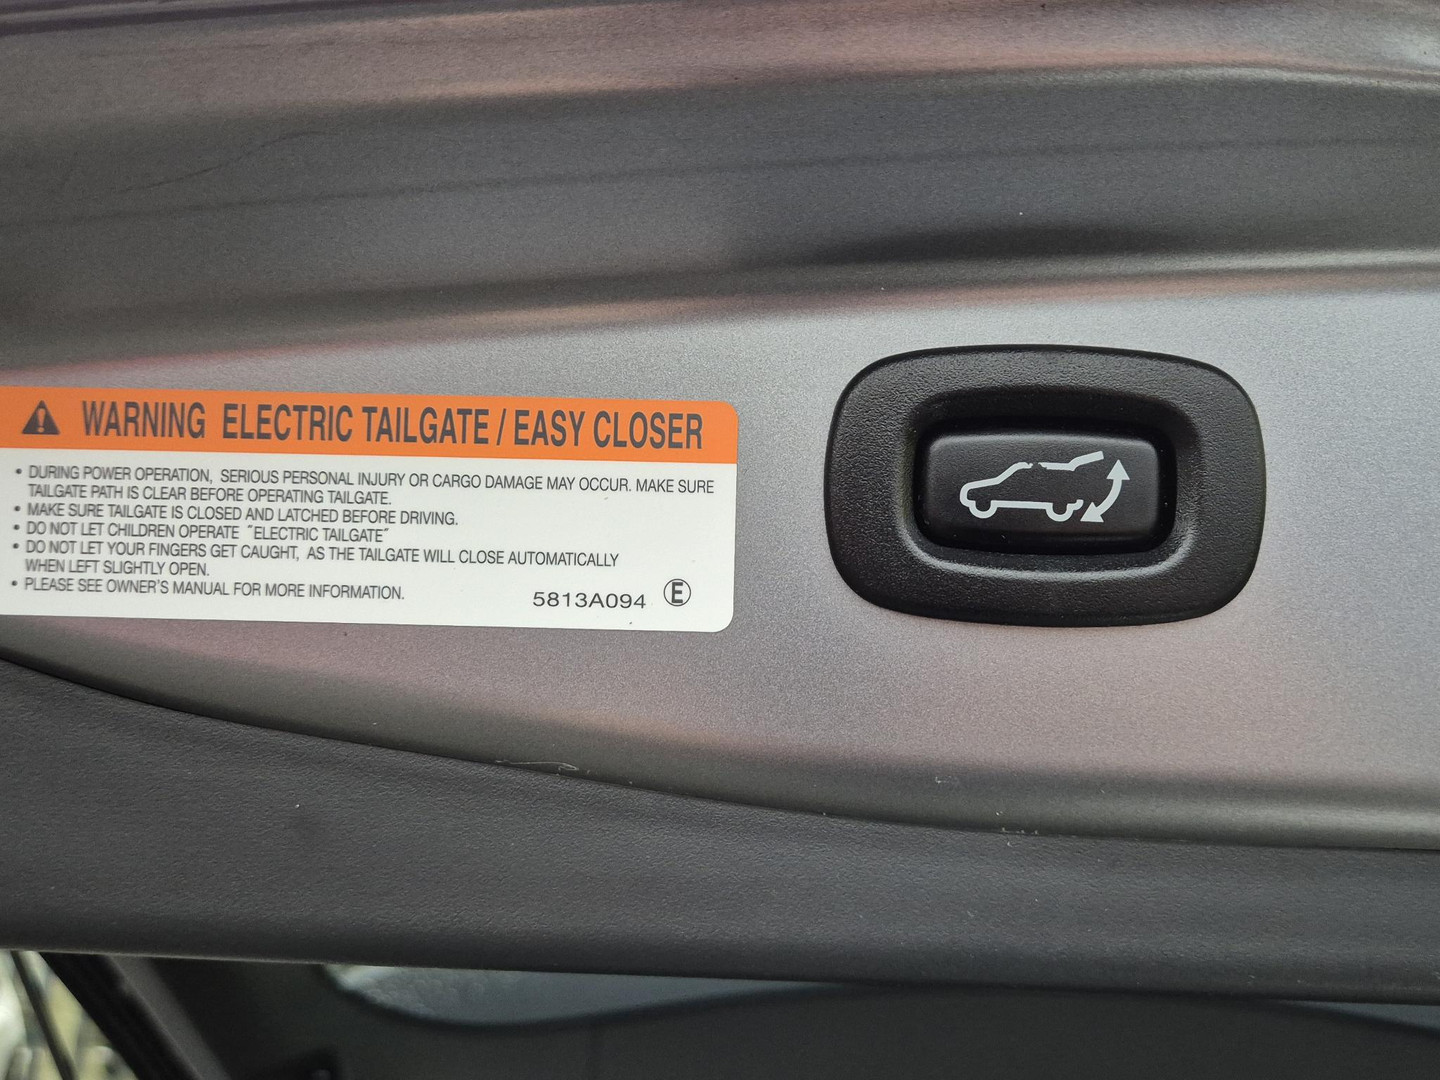 WARNING ELECTRIC TAILGATE / EASY CLOSER
• DURING POWER OPERATION, SERIOUS PERSONAL INJURY OR CARGO DAMAGE MAY OCCUR. MAKE SURE
TAILGATE PATH IS CLEAR BEFORE OPERATING TAILGATE.
• MAKE SURE TAILGATE IS CLOSED AND LATCHED BEFORE DRIVING.
• DO NOT LET CHILDREN OPERATE "ELECTRIC TAILGATE"
• DO NOT LET YOUR FINGERS GET CAUGHT, AS THE TAILGATE WILL CLOSE AUTOMATICALLY
WHEN LEFT SLIGHTLY OPEN.
• PLEASE SEE OWNER'S MANUAL FOR MORE INFORMATION.
5813A094 E